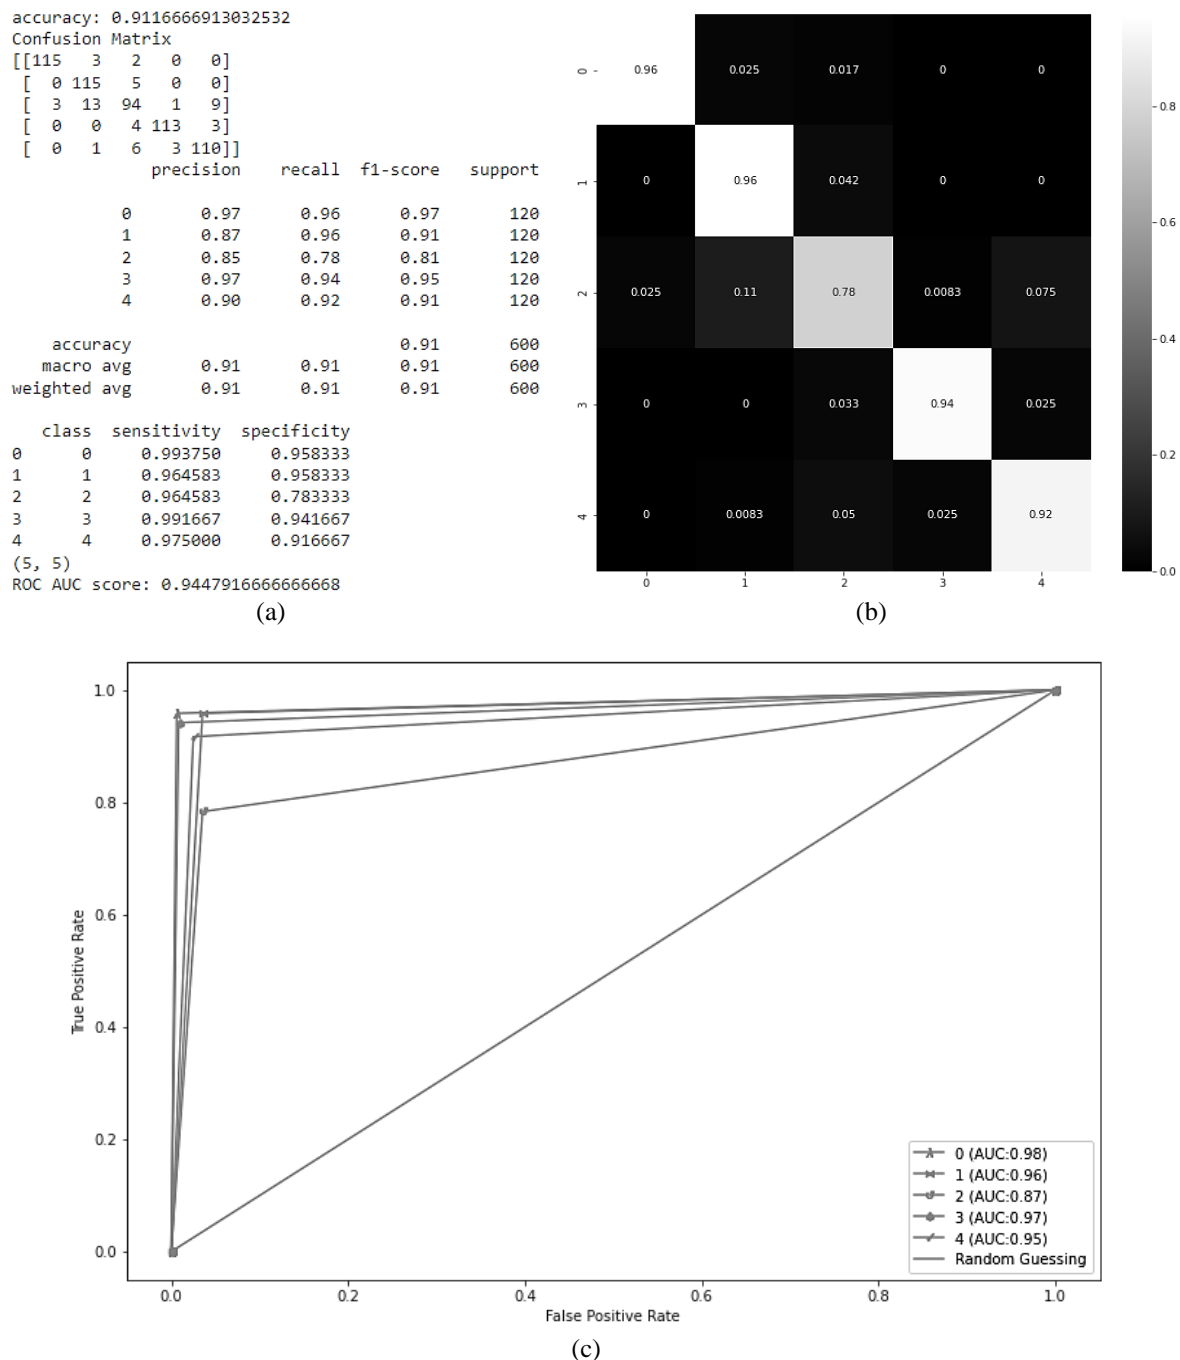 accuracy: 0.9116666913032532
Confusion Matrix
[[115 3 2 0 0]
[ 0 115 5 0 0]
[ 3 13 94 1 9]
[ 0 0 4 113 3]
[ 0 1 6 3 110]]
precision recall f1-score support
0 0.97 0.96 0.97 120
1 0.87 0.96 0.91 120
2 0.85 0.78 0.81 120
3 0.97 0.94 0.95 120
4 0.90 0.92 0.91 120
accuracy 0.91 600
macro avg 0.91 0.91 0.91 600
weighted avg 0.91 0.91 0.91 600
class sensitivity specificity
0 0 0.993750 0.958333
1 1 0.964583 0.958333
2 2 0.964583 0.783333
3 3 0.991667 0.941667
4 4 0.975000 0.916667
(5, 5)
ROC AUC score: 0.9447916666666668
(a)
0 0.96 0.025 0.017 0 0
1 0 0.96 0.042 0 0
2 0.025 0.11 0.78 0.0083 0.075
3 0 0 0.033 0.94 0.025
4 0 0.0083 0.05 0.025 0.92
0 1 2 3 4
0.8
0.6
0.4
0.2
0.0
(b)
1.0
0.8
0.6
0.4
0.2
0.0
True Positive Rate
0 (AUC:0.98)
1 (AUC:0.96)
2 (AUC:0.87)
3 (AUC:0.97)
4 (AUC:0.95)
Random Guessing
0.0 0.2 0.4 0.6 0.8 1.0
False Positive Rate
(c)